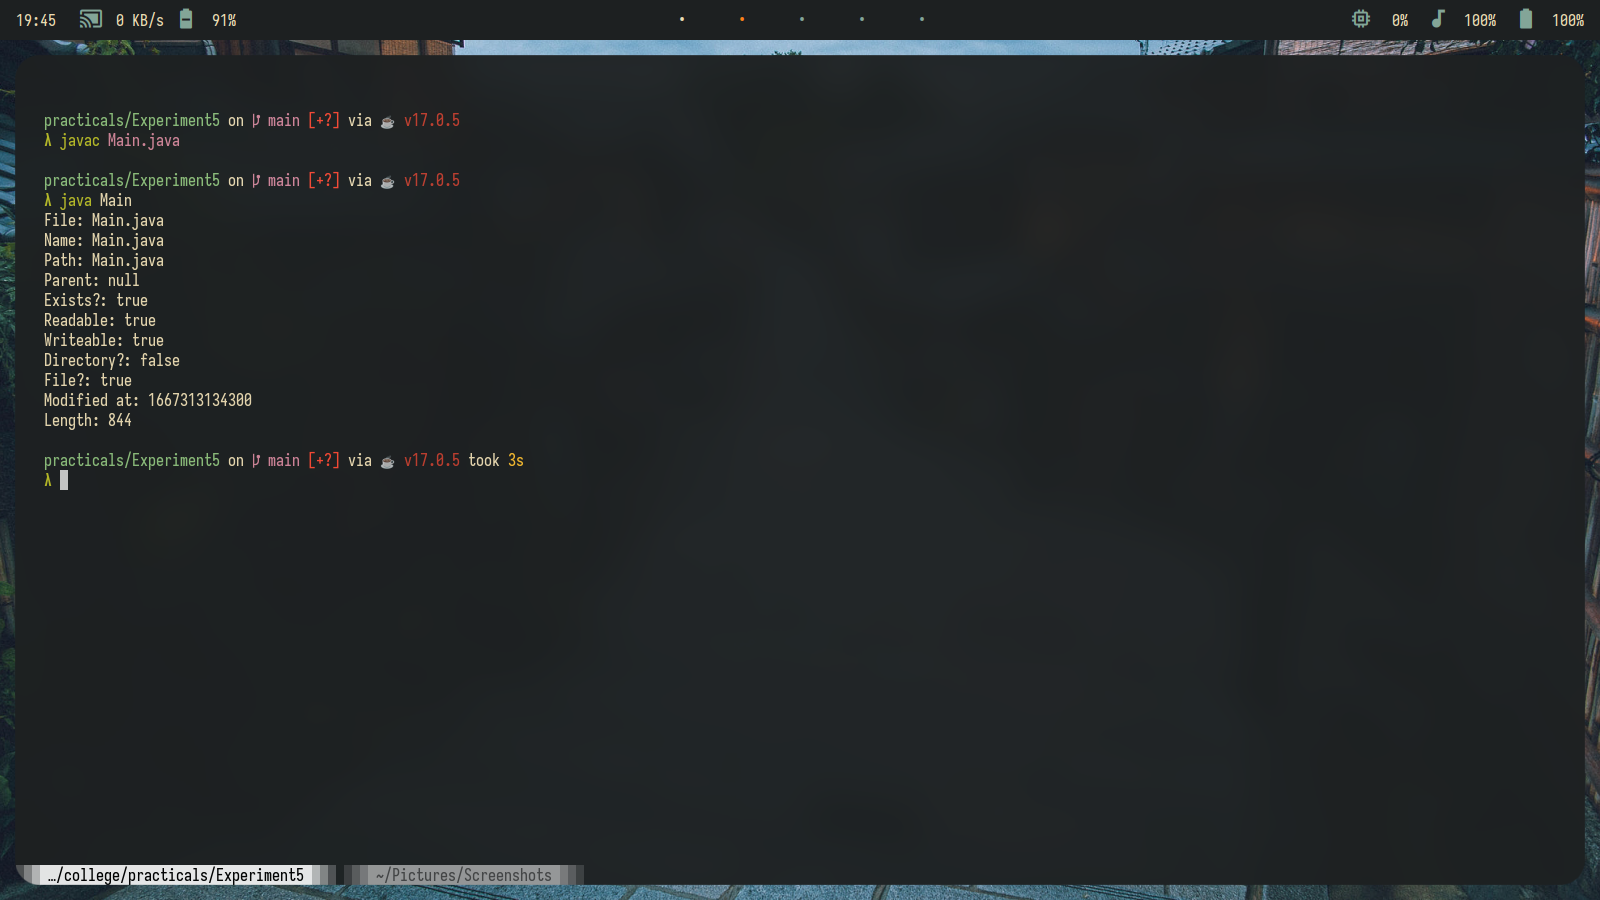 19:45 0 KB/s 91% 0% 100% 100%
practicals/Experiment5 on main [+?] via v17.0.5
λ javac Main.java
practicals/Experiment5 on main [+?] via v17.0.5
λ java Main
File: Main.java
Name: Main.java
Path: Main.java
Parent: null
Exists?: true
Readable: true
Writeable: true
Directory?: false
File?: true
Modified at: 1667313134300
Length: 844
practicals/Experiment5 on main [+?] via v17.0.5 took 3s
λ
…/college/practicals/Experiment5 ~/Pictures/Screenshots